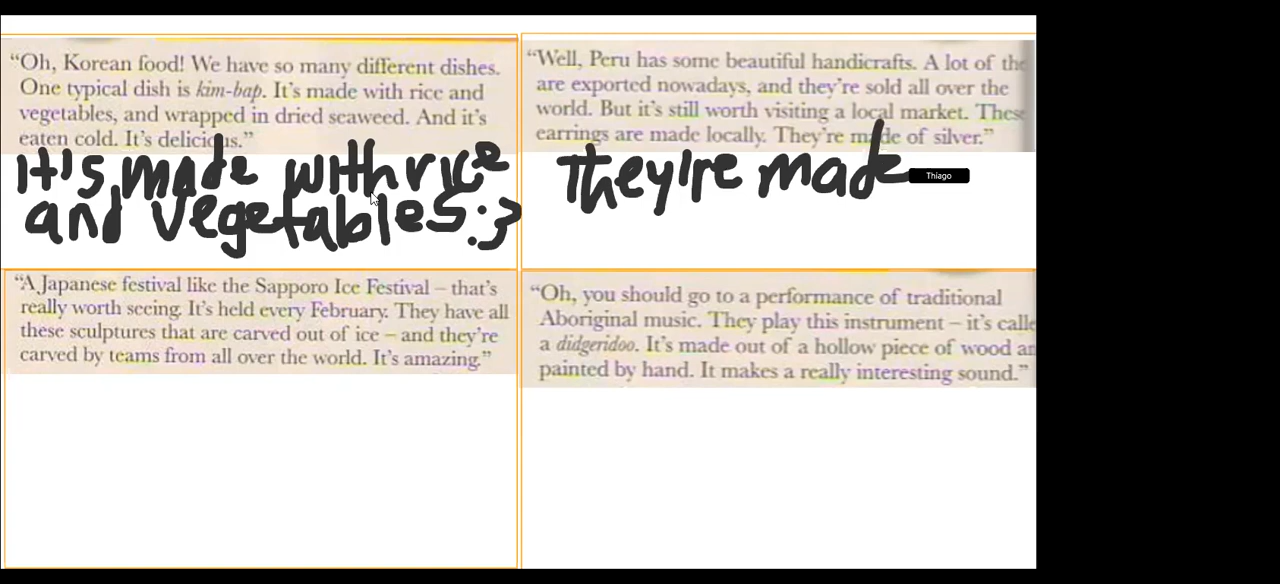 “Oh, Korean food! We have so many different dishes.
One typical dish is kim-bap. It’s made with rice and
vegetables, and wrapped in dried seaweed. And it’s
eaten cold. It’s delicious.”
It's made with rice
and vegetables :3
“Well, Peru has some beautiful handicrafts. A lot of the
are exported nowadays, and they’re sold all over the
world. But it’s still worth visiting a local market. These
earrings are made locally. They’re made of silver.”
They're made
Thiago
“A Japanese festival like the Sapporo Ice Festival – that’s
really worth seeing. It’s held every February. They have all
these sculptures that are carved out of ice – and they’re
carved by teams from all over the world. It’s amazing.”
“Oh, you should go to a performance of traditional
Aboriginal music. They play this instrument – it’s calle
a didgeridoo. It’s made out of a hollow piece of wood an
painted by hand. It makes a really interesting sound.”